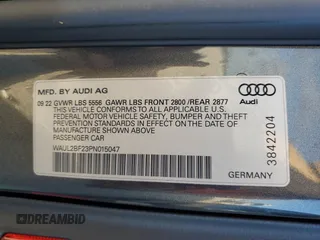 MFD. BY AUDI AG
09 22 GVWR LBS 5556 GAWR LBS FRONT 2800 /REAR 2877
THIS VEHICLE CONFORMS TO ALL APPLICABLE U.S.
FEDERAL MOTOR VEHICLE SAFETY, BUMPER AND THEFT
PREVENTION STANDARDS IN EFFECT ON THE DATE OF
MANUFACTURE SHOWN ABOVE.
PASSENGER CAR
WAUL2BF23PN015047
Audi
3842204
GERMANY
DREAMBID